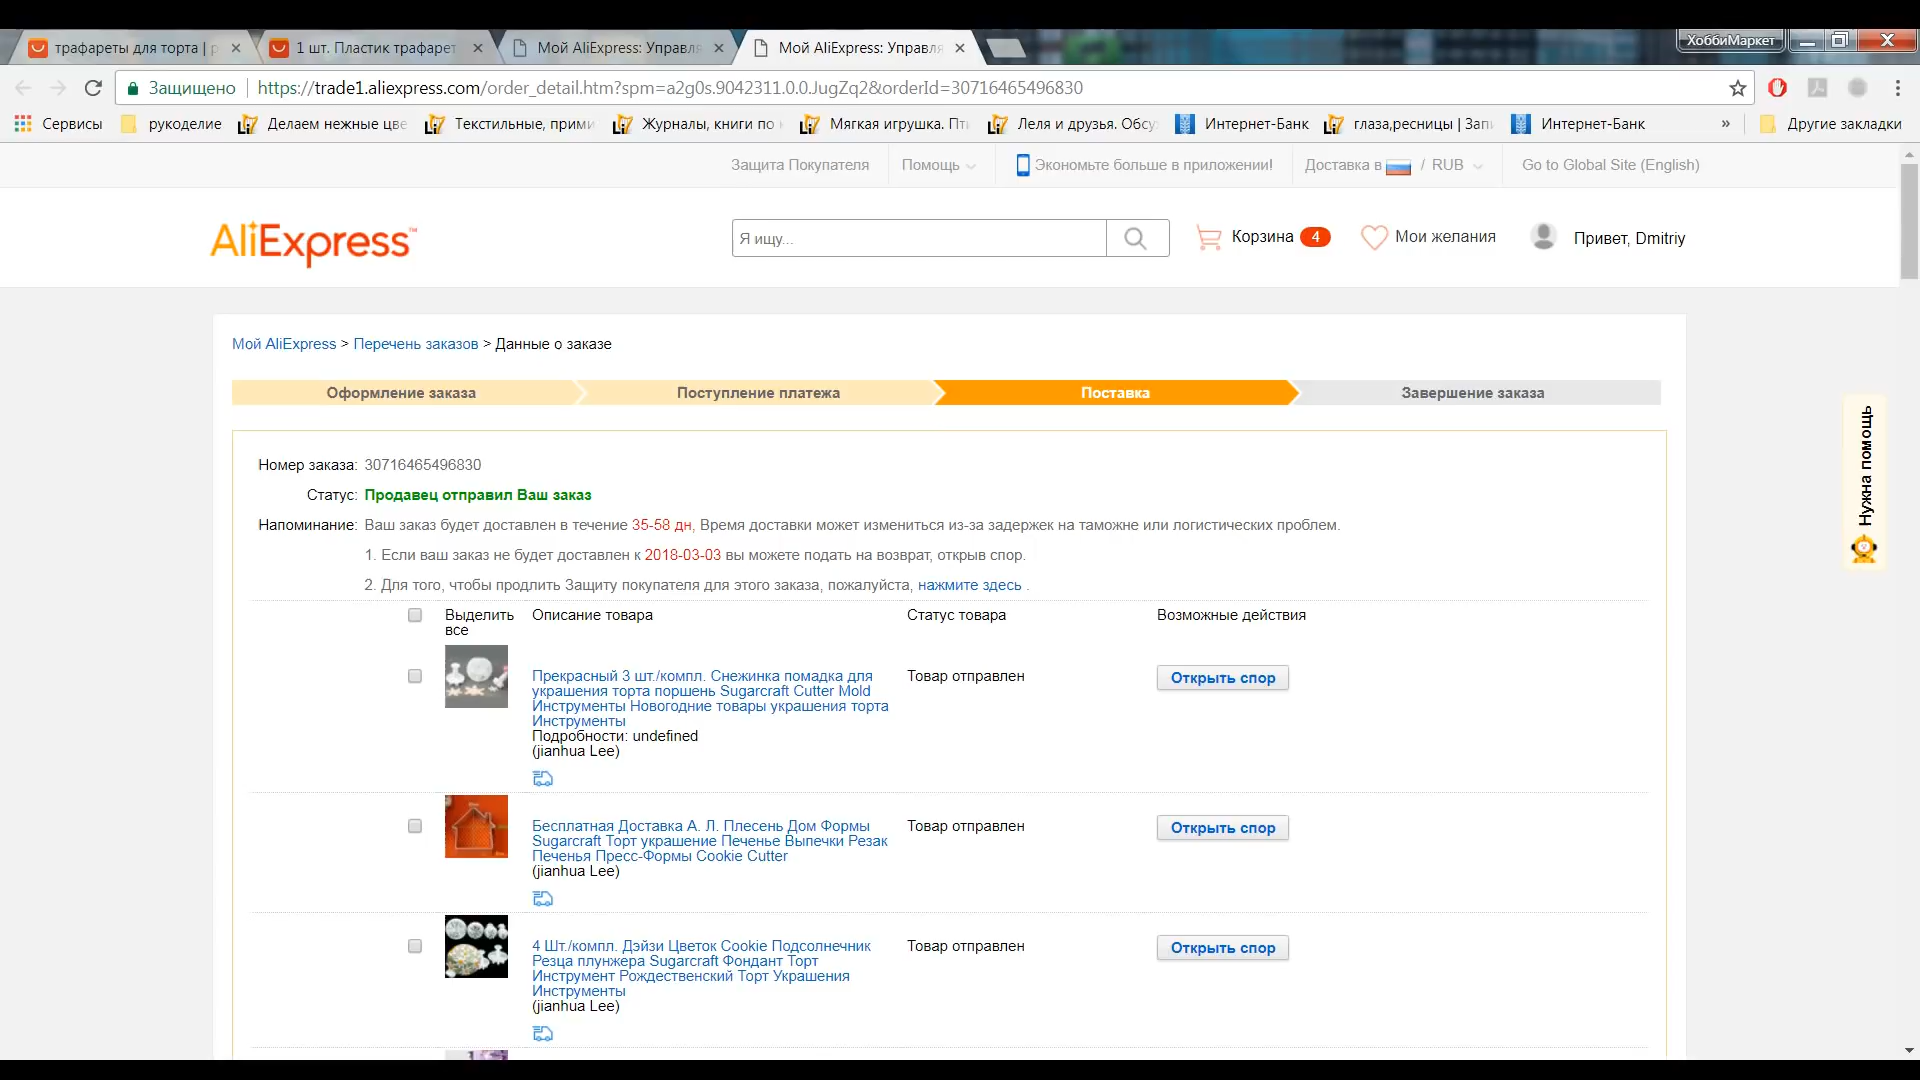 ХоббиМаркет
трафареты для торта |
1 шт. Пластик трафарет
Мой AliExpress: Управля
Мой AliExpress: Управля
Защищено
https://trade1.aliexpress.com/order_detail.htm?spm=a2g0s.9042311.0.0.JugZq2&orderId=30716465496830
Сервисы
рукоделие
Делаем нежные цве
Текстильные, прими
Журналы, книги по
Мягкая игрушка. Пти
Леля и друзья. Обсу
Интернет-Банк
глаза,ресницы | Запи
Интернет-Банк
»
Другие закладки
Защита Покупателя
Помощь
Экономьте больше в приложении!
Доставка в / RUB
Go to Global Site (English)
AliExpress™
Я ищу...
Корзина 4
Мои желания
Привет, Dmitriy
Мой AliExpress > Перечень заказов > Данные о заказе
Оформление заказа
Поступление платежа
Поставка
Завершение заказа
Номер заказа: 30716465496830
Статус: Продавец отправил Ваш заказ
Напоминание: Ваш заказ будет доставлен в течение 35-58 дн, Время доставки может измениться из-за задержек на таможне или логистических проблем.
1. Если ваш заказ не будет доставлен к 2018-03-03 вы можете подать на возврат, открыв спор.
2. Для того, чтобы продлить Защиту покупателя для этого заказа, пожалуйста, нажмите здесь .
Нужна помощь
Выделить
все
Описание товара
Статус товара
Возможные действия
Прекрасный 3 шт./компл. Снежинка помадка для
украшения торта поршень Sugarcraft Cutter Mold
Инструменты Новогодние товары украшения торта
Инструменты
Подробности: undefined
(jianhua Lee)
Товар отправлен
Открыть спор
Бесплатная Доставка А. Л. Плесень Дом Формы
Sugarcraft Торт украшение Печенье Выпечки Резак
Печенья Пресс-Формы Cookie Cutter
(jianhua Lee)
Товар отправлен
Открыть спор
4 Шт./компл. Дэйзи Цветок Cookie Подсолнечник
Резца плунжера Sugarcraft Фондант Торт
Инструмент Рождественский Торт Украшения
Инструменты
(jianhua Lee)
Товар отправлен
Открыть спор